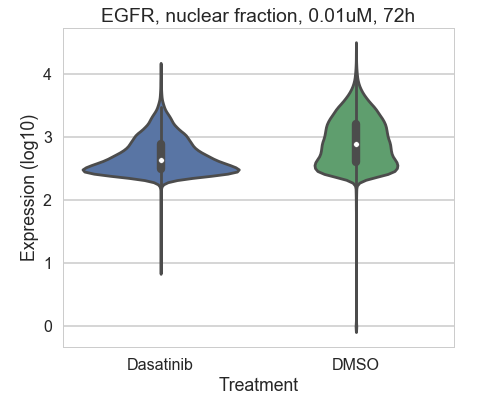 EGFR, nuclear fraction, 0.01uM, 72h
Expression (log10)
4
3
2
1
0
Dasatinib DMSO
Treatment